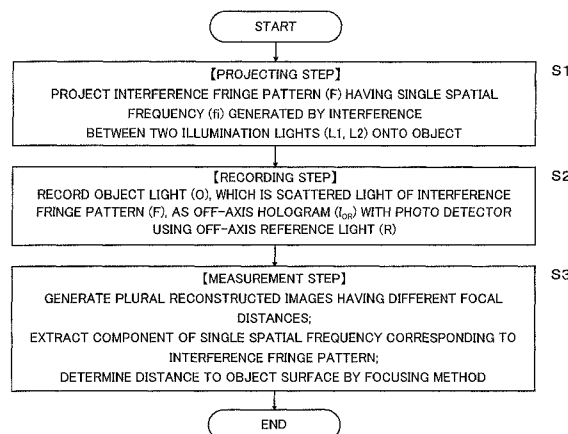 START
S1
【PROJECTING STEP】
PROJECT INTERFERENCE FRINGE PATTERN (F) HAVING SINGLE SPATIAL
FREQUENCY (fi) GENERATED BY INTERFERENCE
BETWEEN TWO ILLUMINATION LIGHTS (L1, L2) ONTO OBJECT
S2
【RECORDING STEP】
RECORD OBJECT LIGHT (O), WHICH IS SCATTERED LIGHT OF INTERFERENCE
FRINGE PATTERN (F), AS OFF-AXIS HOLOGRAM (I_OR) WITH PHOTO DETECTOR
USING OFF-AXIS REFERENCE LIGHT (R)
S3
【MEASUREMENT STEP】
GENERATE PLURAL RECONSTRUCTED IMAGES HAVING DIFFERENT FOCAL
DISTANCES;
EXTRACT COMPONENT OF SINGLE SPATIAL FREQUENCY CORRESPONDING TO
INTERFERENCE FRINGE PATTERN;
DETERMINE DISTANCE TO OBJECT SURFACE BY FOCUSING METHOD
END